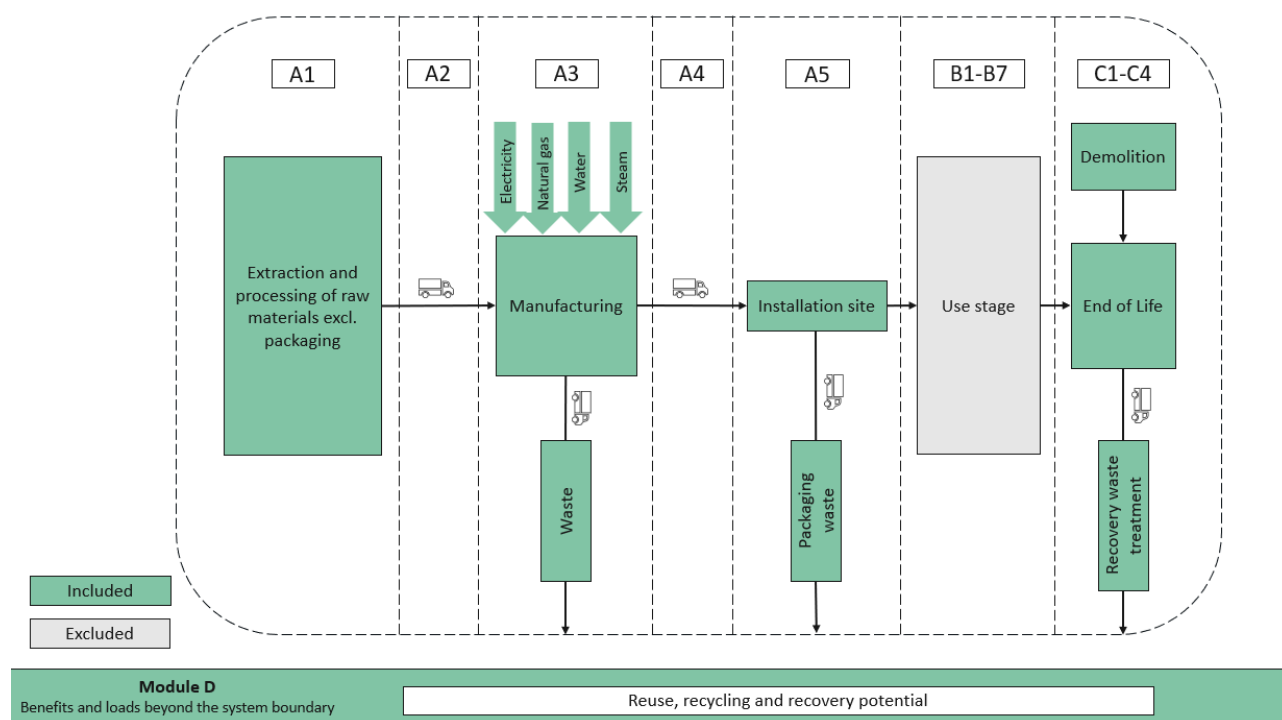 A1
A2
A3
A4
A5
B1-B7
C1-C4
Electricity
Natural gas
Water
Steam
Demolition
Extraction and
processing of raw
materials excl.
packaging
Manufacturing
Installation site
Use stage
End of Life
Waste
Packaging
waste
Recovery waste
treatment
Included
Excluded
Module D
Benefits and loads beyond the system boundary
Reuse, recycling and recovery potential